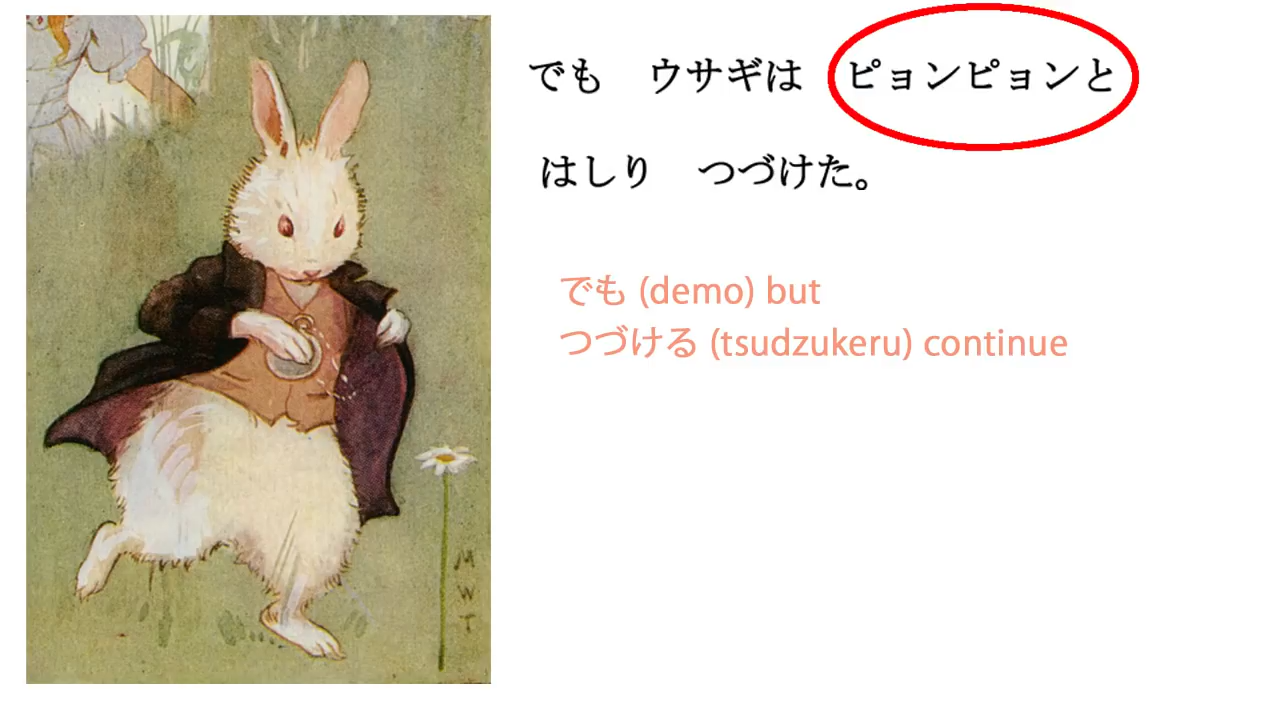 でも　ウサギは　ピョンピョンと
はしり　つづけた。
でも (demo) but
つづける (tsudzukeru) continue
M
W
T